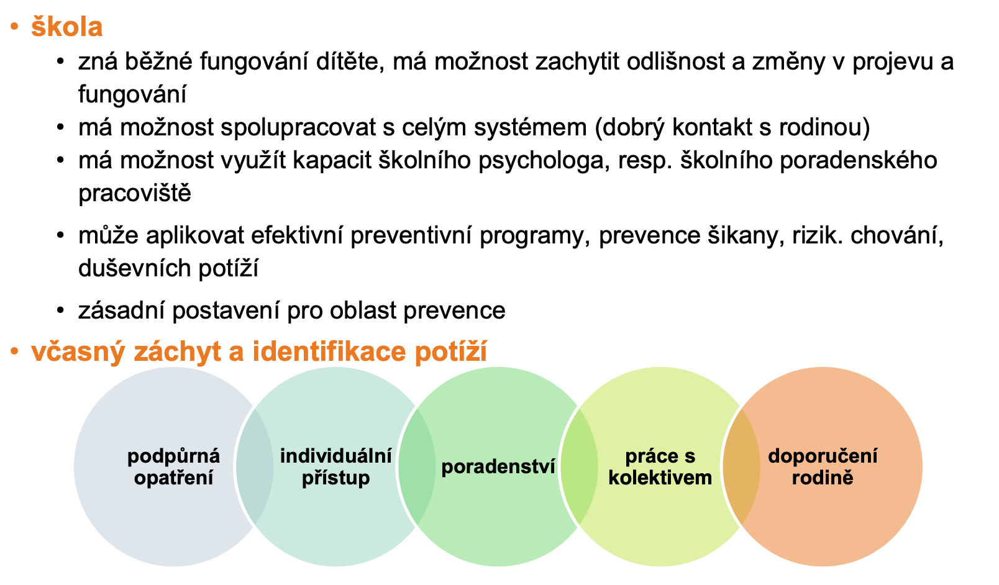 • škola
• zná běžné fungování dítěte, má možnost zachytit odlišnost a změny v projevu a
fungování
• má možnost spolupracovat s celým systémem (dobrý kontakt s rodinou)
• má možnost využít kapacit školního psychologa, resp. školního poradenského
pracoviště
• může aplikovat efektivní preventivní programy, prevence šikany, rizik. chování,
duševních potíží
• zásadní postavení pro oblast prevence
• včasný záchyt a identifikace potíží
podpůrná
opatření
individuální
přístup
poradenství
práce s
kolektivem
doporučení
rodině